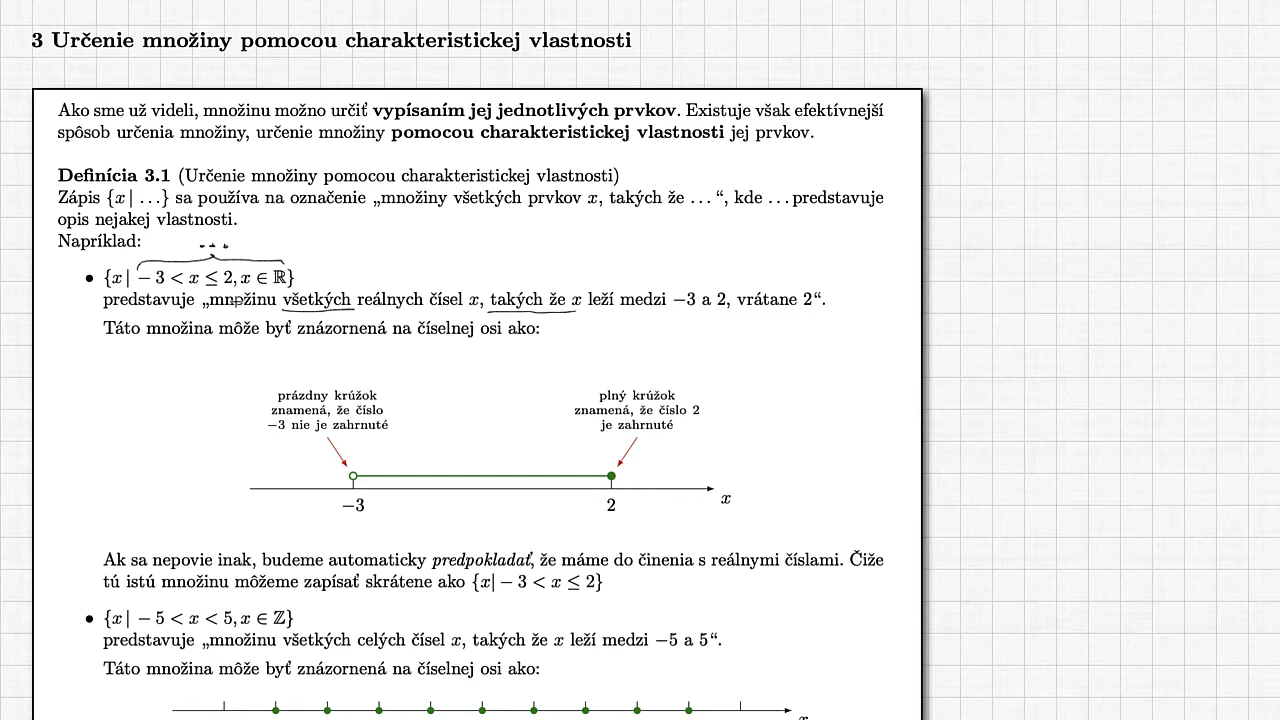 3 Určenie množiny pomocou charakteristickej vlastnosti
Ako sme už videli, množinu možno určiť vypísaním jej jednotlivých prvkov. Existuje však efektívnejší
spôsob určenia množiny, určenie množiny pomocou charakteristickej vlastnosti jej prvkov.
Definícia 3.1 (Určenie množiny pomocou charakteristickej vlastnosti)
Zápis {x | …} sa používa na označenie „množiny všetkých prvkov x, takých že … “, kde … predstavuje
opis nejakej vlastnosti.
Napríklad:
...
• {x | − 3 < x ≤ 2, x ∈ ℝ}
predstavuje „množinu všetkých reálnych čísel x, takých že x leží medzi −3 a 2, vrátane 2“.
Táto množina môže byť znázornená na číselnej osi ako:
prázdny krúžok
znamená, že číslo
−3 nie je zahrnuté
plný krúžok
znamená, že číslo 2
je zahrnuté
−3
2
x
Ak sa nepovie inak, budeme automaticky predpokladať, že máme do činenia s reálnymi číslami. Čiže
tú istú množinu môžeme zapísať skrátene ako {x| − 3 < x ≤ 2}
• {x | − 5 < x < 5, x ∈ ℤ}
predstavuje „množinu všetkých celých čísel x, takých že x leží medzi −5 a 5“.
Táto množina môže byť znázornená na číselnej osi ako: